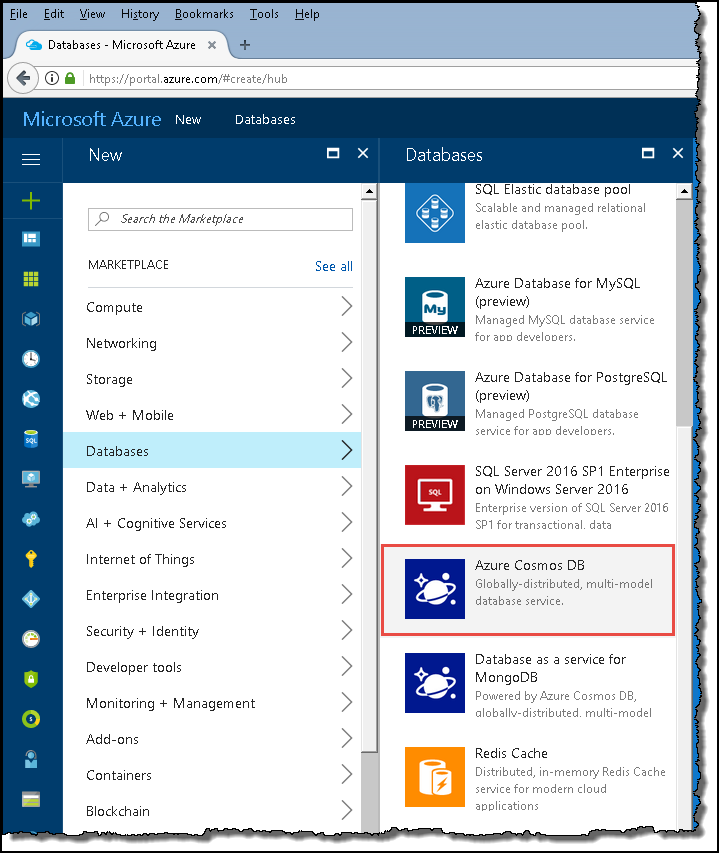 File Edit View History Bookmarks Tools Help
Databases - Microsoft Azure
https://portal.azure.com/#create/hub
Microsoft Azure New Databases
New
Search the Marketplace
MARKETPLACE See all
Compute
Networking
Storage
Web + Mobile
Databases
Data + Analytics
AI + Cognitive Services
Internet of Things
Enterprise Integration
Security + Identity
Developer tools
Monitoring + Management
Add-ons
Containers
Blockchain
Databases
SQL Elastic database pool
Scalable and managed relational
elastic database pool.
My
PREVIEW
Azure Database for MySQL
(preview)
Managed MySQL database service
for app developers.
PREVIEW
Azure Database for PostgreSQL
(preview)
Managed PostgreSQL database
service for app developers.
SQL
SQL Server 2016 SP1 Enterprise
on Windows Server 2016
Enterprise version of SQL Server 2016
SP1 for transactional, data
Azure Cosmos DB
Globally-distributed, multi-model
database service.
Database as a service for
MongoDB
Powered by Azure Cosmos DB,
globally-distributed, multi-model
Redis Cache
Distributed, in-memory Redis Cache
service for modern cloud
applications
SQL